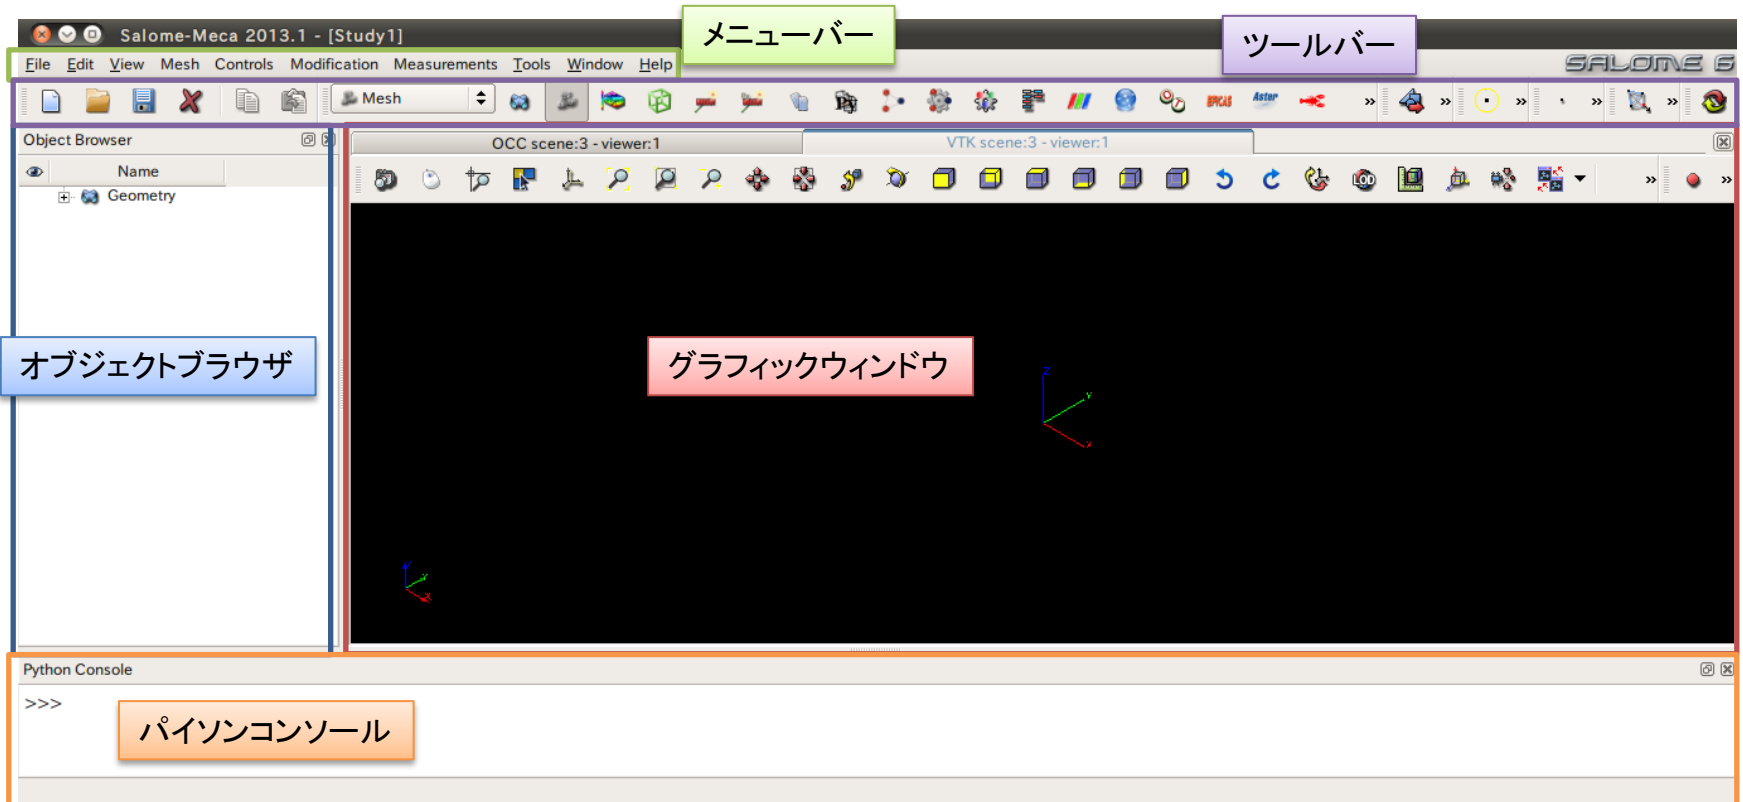 メニューバー
ツールバー
Salome-Meca 2013.1 - [Study1]
File Edit View Mesh Controls Modification Measurements Tools Window Help
SALOME 6
Mesh
EFICAS
Aster
Object Browser
OCC scene:3 - viewer:1
VTK scene:3 - viewer:1
Name
LOD
Geometry
オブジェクトブラウザ
グラフィックウィンドウ
Z
Y
X
Y
X
Python Console
>>>
パイソンコンソール